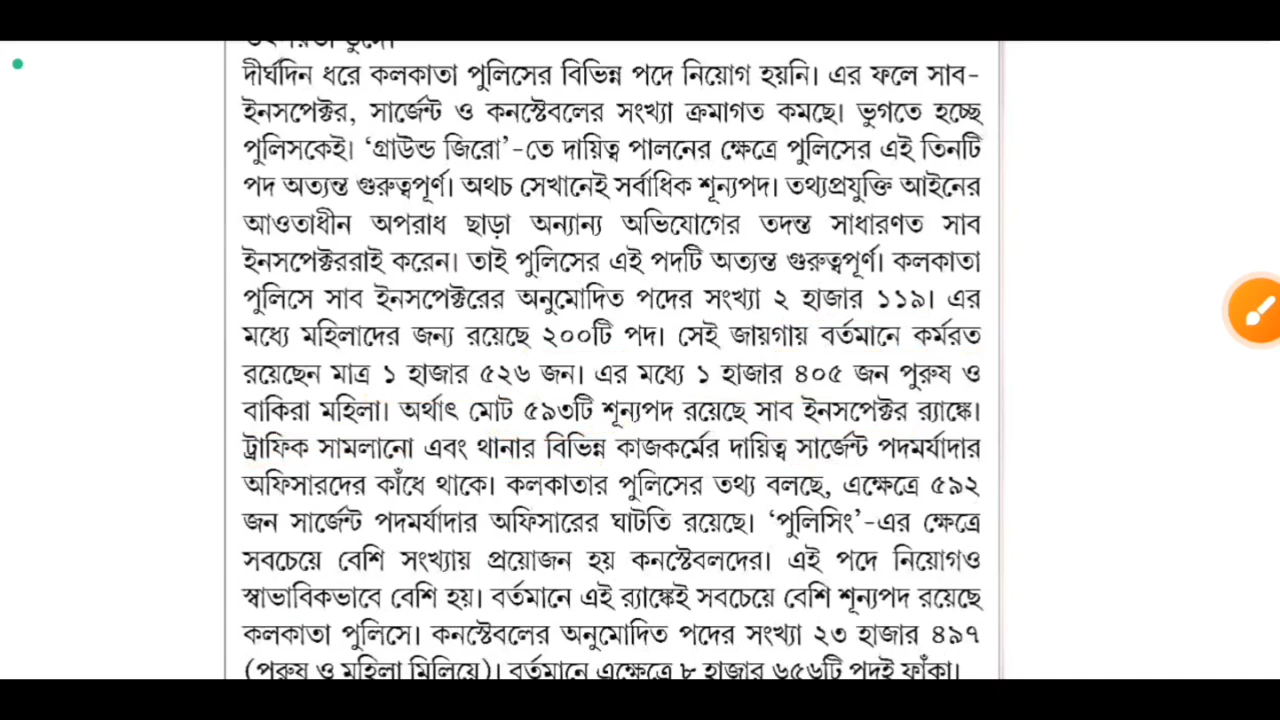 দীর্ঘদিন ধরে কলকাতা পুলিসের বিভিন্ন পদে নিয়োগ হয়নি। এর ফলে সাব-
ইনসপেক্টর, সার্জেন্ট ও কনস্টেবলের সংখ্যা ক্রমাগত কমছে। ভুগতে হচ্ছে
পুলিসকেই। ‘গ্রাউন্ড জিরো’-তে দায়িত্ব পালনের ক্ষেত্রে পুলিসের এই তিনটি
পদ অত্যন্ত গুরুত্বপূর্ণ। অথচ সেখানেই সর্বাধিক শূন্যপদ। তথ্যপ্রযুক্তি আইনের
আওতাধীন অপরাধ ছাড়া অন্যান্য অভিযোগের তদন্ত সাধারণত সাব
ইনসপেক্টররাই করেন। তাই পুলিসের এই পদটি অত্যন্ত গুরুত্বপূর্ণ। কলকাতা
পুলিসে সাব ইনসপেক্টরের অনুমোদিত পদের সংখ্যা ২ হাজার ১১৯। এর
মধ্যে মহিলাদের জন্য রয়েছে ২০০টি পদ। সেই জায়গায় বর্তমানে কর্মরত
রয়েছেন মাত্র ১ হাজার ৫২৬ জন। এর মধ্যে ১ হাজার ৪০৫ জন পুরুষ ও
বাকিরা মহিলা। অর্থাৎ মোট ৫৯৩টি শূন্যপদ রয়েছে সাব ইনসপেক্টর র‍্যাঙ্কে।
ট্রাফিক সামলানো এবং থানার বিভিন্ন কাজকর্মের দায়িত্ব সার্জেন্ট পদমর্যাদার
অফিসারদের কাঁধে থাকে। কলকাতার পুলিসের তথ্য বলছে, এক্ষেত্রে ৫৯২
জন সার্জেন্ট পদমর্যাদার অফিসারের ঘাটতি রয়েছে। ‘পুলিসিং’-এর ক্ষেত্রে
সবচেয়ে বেশি সংখ্যায় প্রয়োজন হয় কনস্টেবলদের। এই পদে নিয়োগও
স্বাভাবিকভাবে বেশি হয়। বর্তমানে এই র‍্যাঙ্কেই সবচেয়ে বেশি শূন্যপদ রয়েছে
কলকাতা পুলিসে। কনস্টেবলের অনুমোদিত পদের সংখ্যা ২৩ হাজার ৪৯৭
(পুরুষ ও মহিলা মিলিয়ে)। বর্তমানে এক্ষেত্রে ৮ হাজার ৬৫৬টি পদই ফাঁকা।